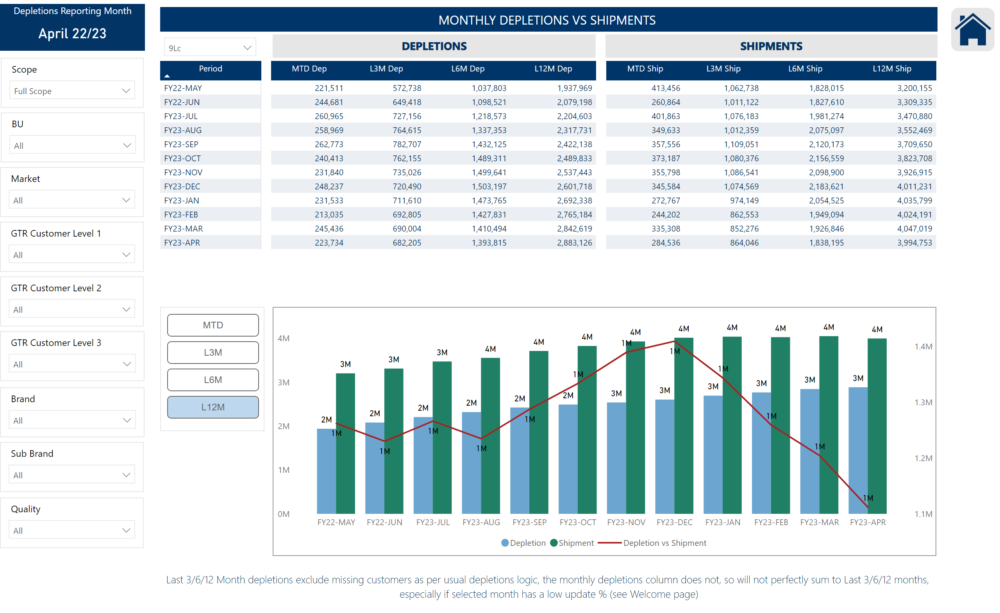 Depletions Reporting Month
April 22/23
Scope
Full Scope
BU
All
Market
All
GTR Customer Level 1
All
GTR Customer Level 2
All
GTR Customer Level 3
All
Brand
All
Sub Brand
All
Quality
All
MONTHLY DEPLETIONS VS SHIPMENTS
9Lc
DEPLETIONS SHIPMENTS
Period MTD Dep L3M Dep L6M Dep L12M Dep MTD Ship L3M Ship L6M Ship L12M Ship
FY22-MAY 221,511 572,738 1,037,803 1,937,969 413,456 1,062,738 1,828,015 3,200,155
FY22-JUN 244,681 649,418 1,098,521 2,079,198 260,864 1,011,122 1,827,610 3,309,335
FY23-JUL 260,965 727,156 1,218,573 2,204,603 401,863 1,076,183 1,981,274 3,470,880
FY23-AUG 258,969 764,615 1,337,353 2,317,731 349,633 1,012,359 2,075,097 3,552,469
FY23-SEP 262,773 782,707 1,432,125 2,422,138 357,556 1,109,051 2,120,173 3,709,650
FY23-OCT 240,413 762,155 1,489,311 2,489,833 373,187 1,080,376 2,156,559 3,823,708
FY23-NOV 231,840 735,026 1,499,641 2,537,443 355,798 1,086,541 2,098,900 3,926,915
FY23-DEC 248,237 720,490 1,503,197 2,601,718 345,584 1,074,569 2,183,621 4,011,231
FY23-JAN 231,533 711,610 1,473,765 2,692,338 272,767 974,149 2,054,525 4,035,799
FY23-FEB 213,035 692,805 1,427,831 2,765,184 244,202 862,553 1,949,094 4,024,191
FY23-MAR 245,436 690,004 1,410,494 2,842,619 335,308 852,276 1,926,846 4,047,019
FY23-APR 223,734 682,205 1,393,815 2,883,126 284,536 864,046 1,838,195 3,994,753
MTD
L3M
L6M
L12M
4M
3M
2M
1M
0M
3M 3M 3M 4M 4M 4M 4M 4M 4M 4M 4M 4M
2M 2M 2M 2M 2M 2M 3M 3M 3M 3M 3M 3M
1M 1M 1M 1M 1M 1M 1M 1M 1M 1M 1M 1M
1.4M
1.3M
1.2M
1.1M
FY22-MAY FY22-JUN FY23-JUL FY23-AUG FY23-SEP FY23-OCT FY23-NOV FY23-DEC FY23-JAN FY23-FEB FY23-MAR FY23-APR
Depletion Shipment Depletion vs Shipment
Last 3/6/12 Month depletions exclude missing customers as per usual depletions logic, the monthly depletions column does not, so will not perfectly sum to Last 3/6/12 months,
especially if selected month has a low update % (see Welcome page)